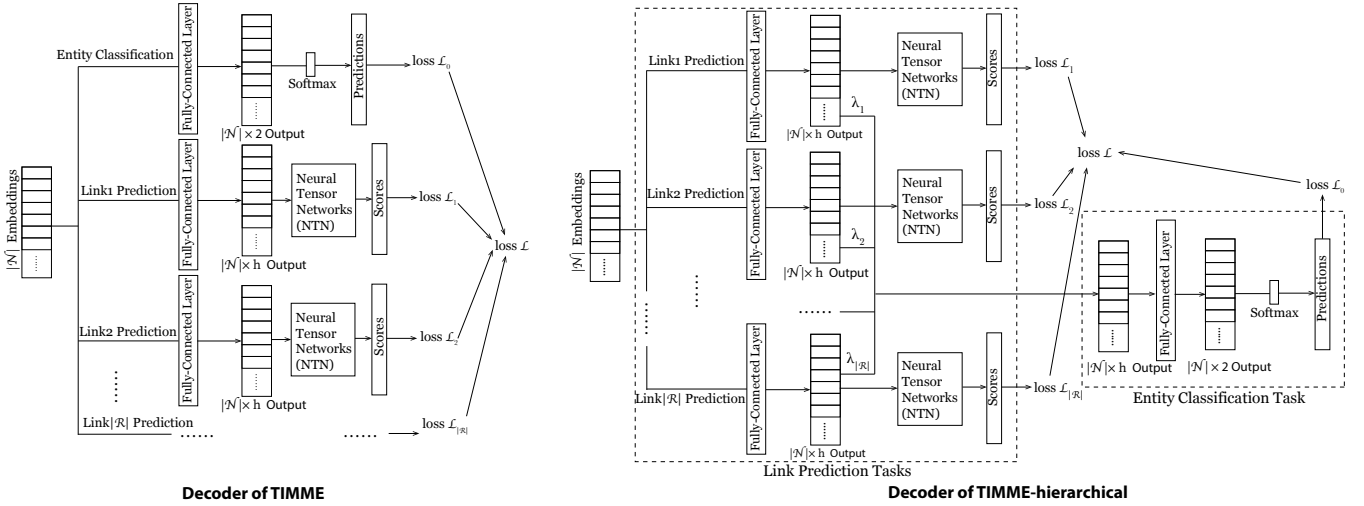 Entity Classification
Fully-Connected Layer
|𝒩| × 2 Output
Softmax
Predictions
loss ℒ₀
|𝒩| Embeddings
......
Link1 Prediction
Fully-Connected Layer
|𝒩| × h Output
Neural
Tensor
Networks
(NTN)
Scores
loss ℒ₁
loss ℒ
Link2 Prediction
Fully-Connected Layer
|𝒩| × h Output
Neural
Tensor
Networks
(NTN)
Scores
loss ℒ₂
......
Link|ℛ| Prediction
......
......
loss ℒ|ℛ|
Decoder of TIMME
|𝒩| Embeddings
......
Link1 Prediction
Fully-Connected Layer
|𝒩| × h Output
λ₁
Neural
Tensor
Networks
(NTN)
Scores
loss ℒ₁
loss ℒ
Link2 Prediction
Fully-Connected Layer
|𝒩| × h Output
λ₂
Neural
Tensor
Networks
(NTN)
Scores
loss ℒ₂
loss ℒ₀
......
......
......
Link|ℛ| Prediction
Fully-Connected Layer
|𝒩| × h Output
λ|ℛ|
Neural
Tensor
Networks
(NTN)
Scores
loss ℒ|ℛ|
Link Prediction Tasks
|𝒩| × h Output
Fully-Connected Layer
|𝒩| × 2 Output
Softmax
Predictions
Entity Classification Task
Decoder of TIMME-hierarchical